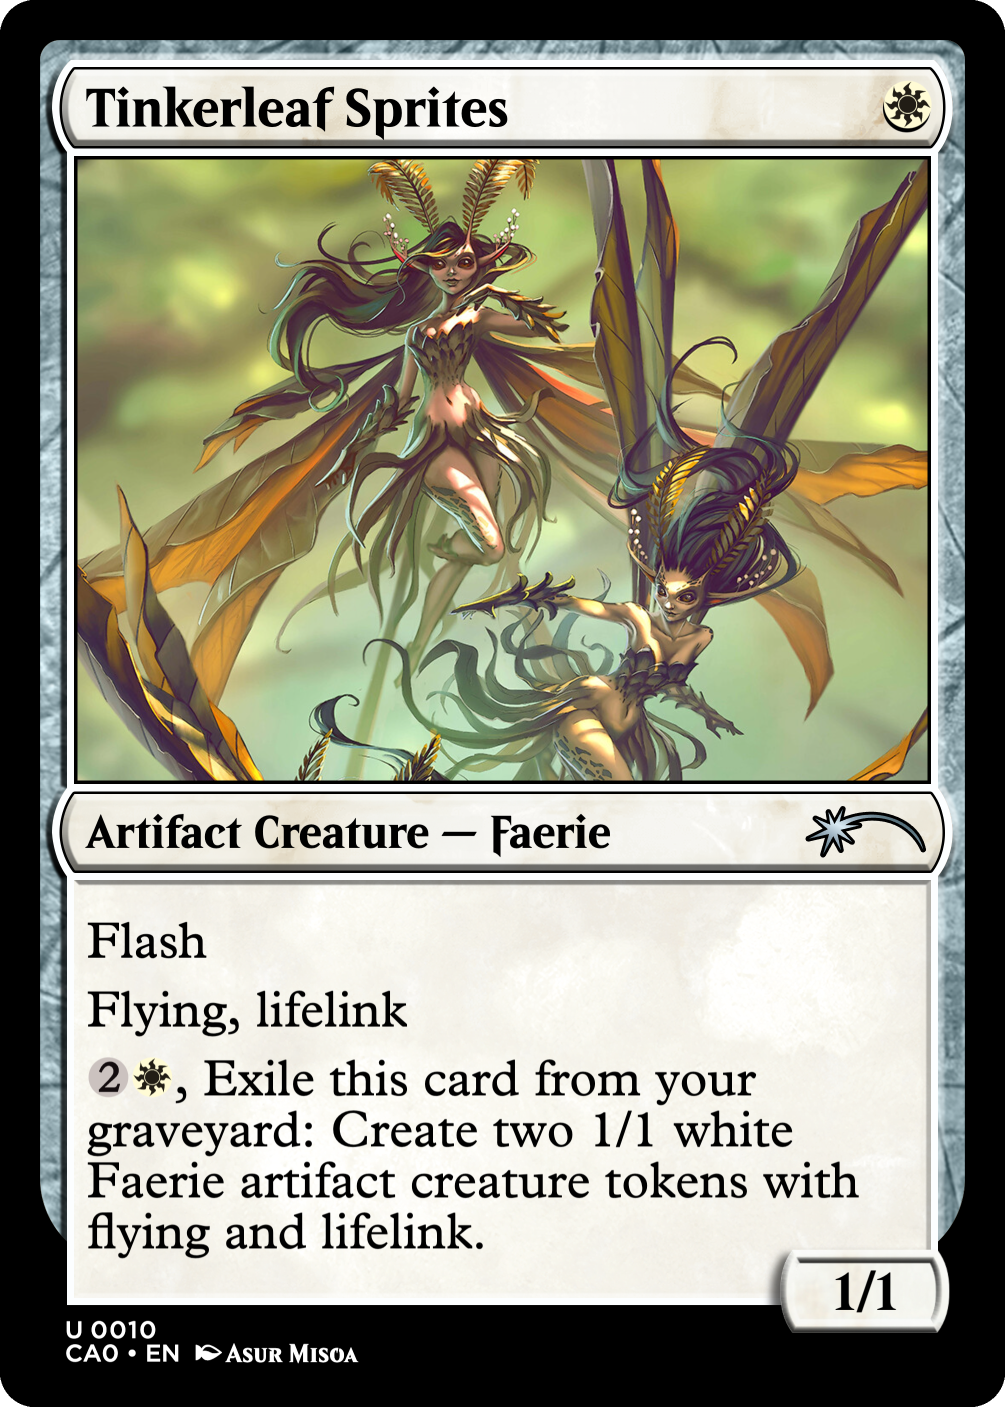 Tinkerleaf Sprites
Artifact Creature — Faerie
Flash
Flying, lifelink
2, Exile this card from your
graveyard: Create two 1/1 white
Faerie artifact creature tokens with
flying and lifelink.
1/1
U 0010
CAO • EN Asur Misoa